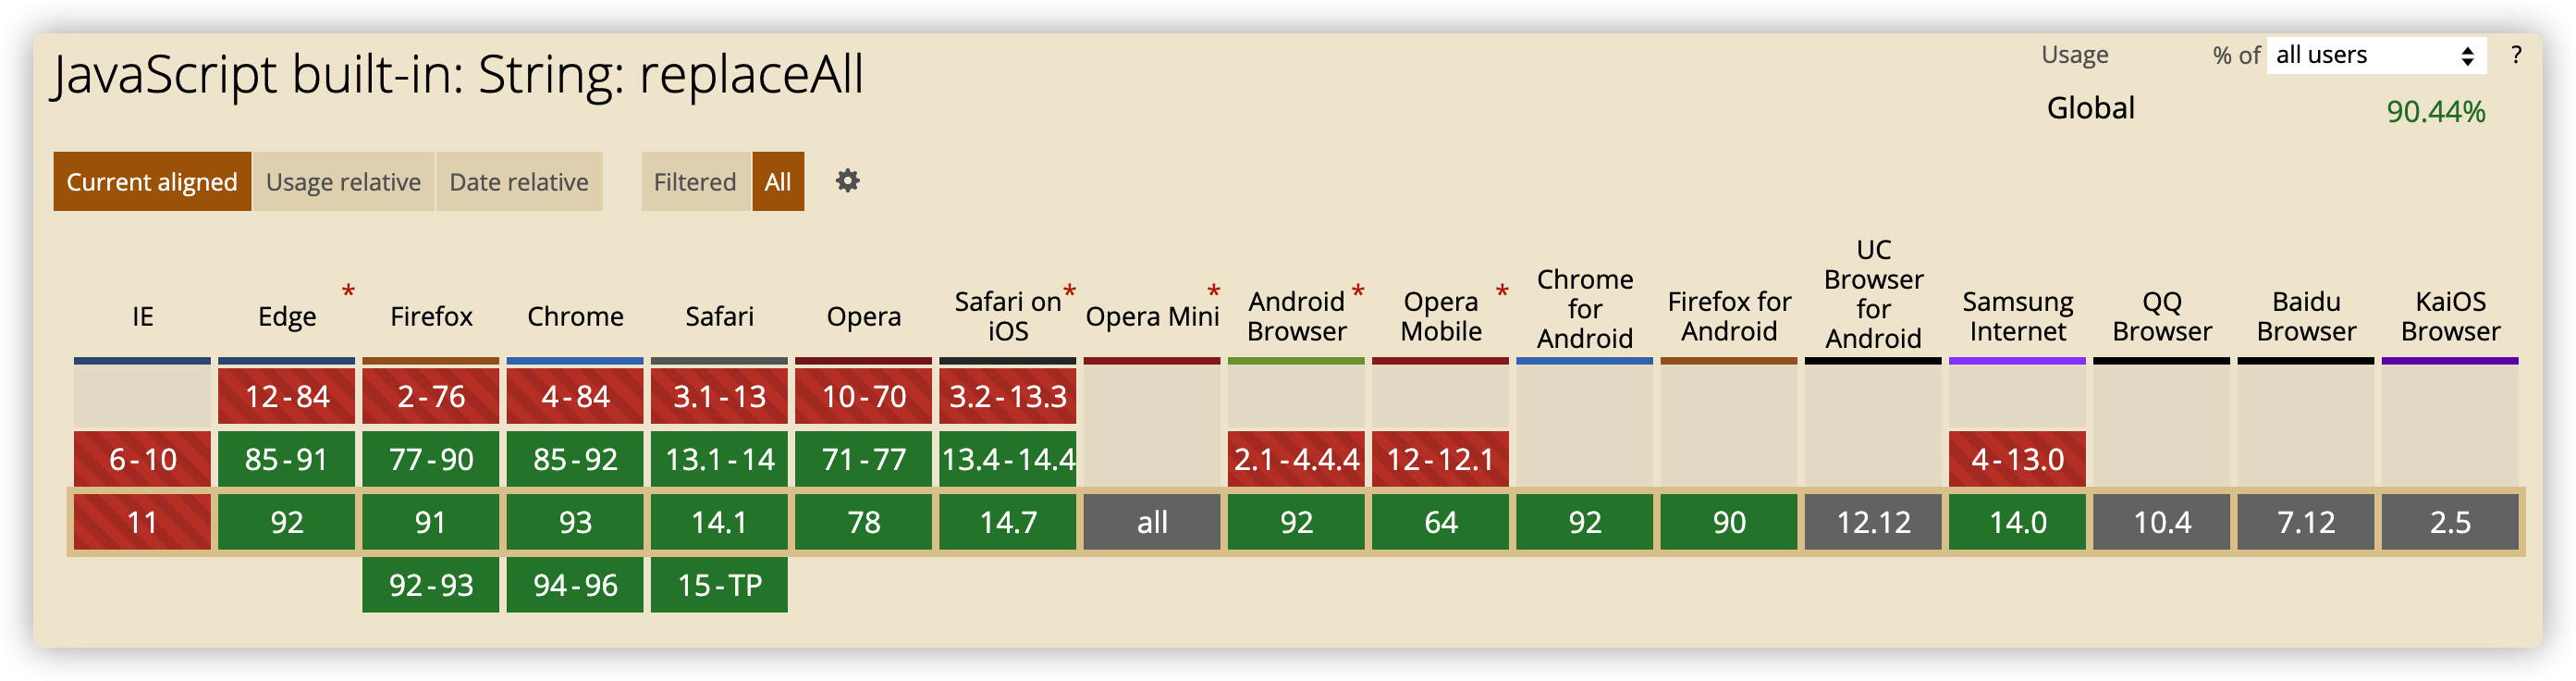 JavaScript built-in: String: replaceAll
Usage % of all users ?
Global 90.44%
Current aligned Usage relative Date relative Filtered All
IE
Edge *
Firefox
Chrome
Safari
Opera
Safari on *
iOS
Opera Mini *
Android *
Browser
Opera *
Mobile
Chrome
for
Android
Firefox for
Android
UC
Browser
for
Android
Samsung
Internet
QQ
Browser
Baidu
Browser
KaiOS
Browser
12-84 2-76 4-84 3.1-13 10-70 3.2-13.3
6-10 85-91 77-90 85-92 13.1-14 71-77 13.4-14.4 2.1-4.4.4 12-12.1 4-13.0
11 92 91 93 14.1 78 14.7 all 92 64 92 90 12.12 14.0 10.4 7.12 2.5
92-93 94-96 15-TP